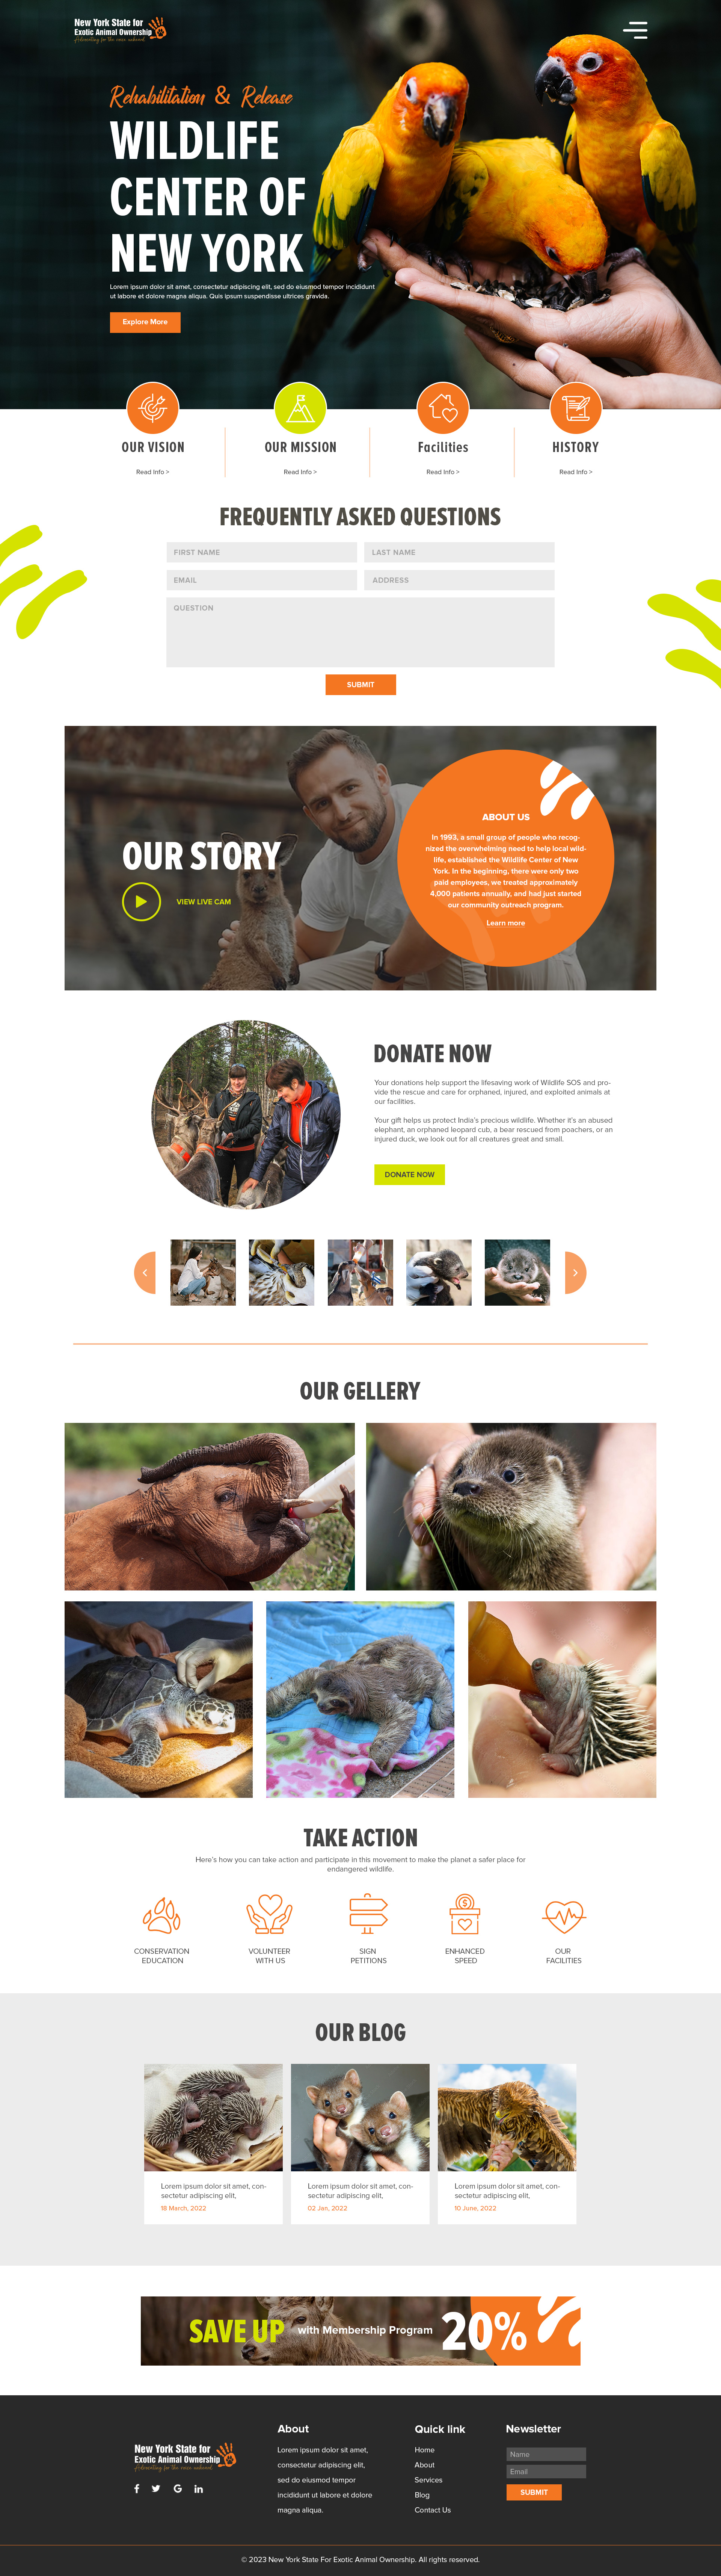 New York State for
Exotic Animal Ownership
Advocating for the once unloved.
Rehabilitation & Release
WILDLIFE
CENTER OF
NEW YORK
Lorem ipsum dolor sit amet, consectetur adipiscing elit, sed do eiusmod tempor incididunt
ut labore et dolore magna aliqua. Quis ipsum suspendisse ultrices gravida.
Explore More
OUR VISION
Read Info >
OUR MISSION
Read Info >
Facilities
Read Info >
HISTORY
Read Info >
FREQUENTLY ASKED QUESTIONS
FIRST NAME
LAST NAME
EMAIL
ADDRESS
QUESTION
SUBMIT
OUR STORY
VIEW LIVE CAM
ABOUT US
In 1993, a small group of people who recog-
nized the overwhelming need to help local wild-
life, established the Wildlife Center of New
York. In the beginning, there were only two
paid employees, we treated approximately
4,000 patients annually, and had just started
our community outreach program.
Learn more
DONATE NOW
Your donations help support the lifesaving work of Wildlife SOS and pro-
vide the rescue and care for orphaned, injured, and exploited animals at
our facilities.
Your gift helps us protect India's precious wildlife. Whether it's an abused
elephant, an orphaned leopard cub, a bear rescued from poachers, or an
injured duck, we look out for all creatures great and small.
DONATE NOW
OUR GELLERY
TAKE ACTION
Here's how you can take action and participate in this movement to make the planet a safer place for
endangered wildlife.
CONSERVATION
EDUCATION
VOLUNTEER
WITH US
SIGN
PETITIONS
ENHANCED
SPEED
OUR
FACILITIES
OUR BLOG
Lorem ipsum dolor sit amet, con-
sectetur adipiscing elit,
18 March, 2022
Lorem ipsum dolor sit amet, con-
sectetur adipiscing elit,
02 Jan, 2022
Lorem ipsum dolor sit amet, con-
sectetur adipiscing elit,
10 June, 2022
SAVE UP with Membership Program 20%
New York State for
Exotic Animal Ownership
Advocating for the once unloved.
About
Lorem ipsum dolor sit amet,
consectetur adipiscing elit,
sed do eiusmod tempor
incididunt ut labore et dolore
magna aliqua.
Quick link
Home
About
Services
Blog
Contact Us
Newsletter
Name
Email
SUBMIT
© 2023 New York State For Exotic Animal Ownership. All rights reserved.